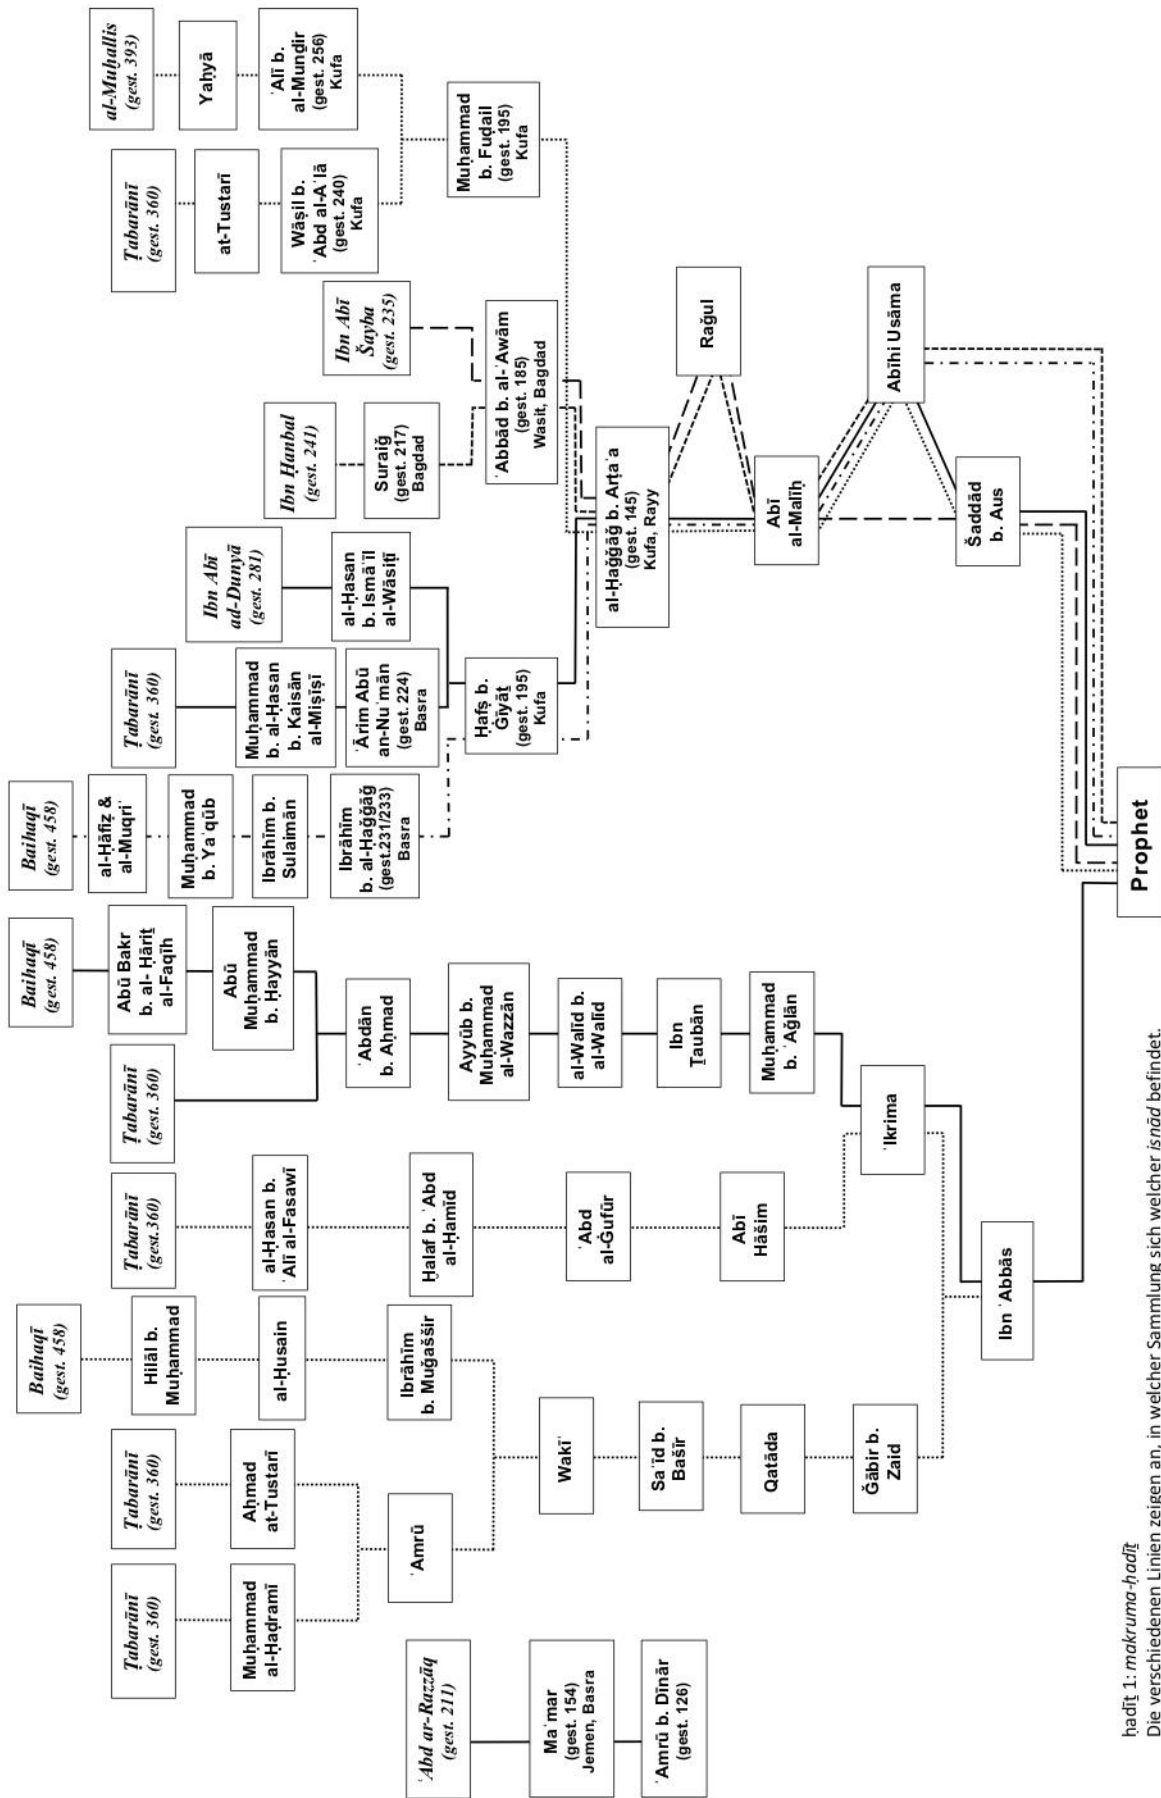 Baihaqī
(gest. 458)
Baihaqī
(gest. 458)
Baihaqī
(gest. 458)
al-Muḫallis
(gest. 393)
Ṭabarānī
(gest. 360)
Ṭabarānī
(gest. 360)
Ṭabarānī
(gest.360)
Ṭabarānī
(gest. 360)
Ṭabarānī
(gest. 360)
Ṭabarānī
(gest. 360)
Hilāl b.
Muḥammad
Abū Bakr
b. al- Ḥāriṯ
al-Faqīh
al-Ḥāfiẓ &
al-Muqriʾ
Yaḥyā
Muḥammad
al-Ḥaḍramī
Aḥmad
at-Tustarī
al-Ḥusain
al-Ḥasan b.
ʿAlī al-Fasawī
Abū
Muḥammad
b. Ḥayyān
Muḥammad
b. Yaʿqūb
Ibrāhīm b.
Sulaimān
Muḥammad
b. al-Ḥasan
b. Kaisān
al-Miṣīṣī
Ibn Abī
ad-Dunyā
(gest. 281)
Ibn Ḥanbal
(gest. 241)
at-Tustarī
ʿAlī b.
al-Munḏir
(gest. 256)
Kufa
Wāṣil b.
ʿAbd al-Aʿlā
(gest. 240)
Kufa
Ibn Abī
Šayba
(gest. 235)
ʿAbd ar-Razzāq
(gest. 211)
ʿAmrū
Ibrāhīm
b. Muǧaššir
Ḫalaf b. ʿAbd
al-Ḥamīd
ʿAbdān
b. Aḥmad
Ibrāhīm
b. al-Ḥaǧǧāǧ
(gest.231/233)
Basra
ʿĀrim Abū
an-Nuʿmān
(gest. 224)
Basra
al-Ḥasan
b. Ismāʿīl
al-Wāsiṭī
Suraiǧ
(gest. 217)
Bagdad
Ayyūb b.
Muḥammad
al-Wazzān
Ḥafṣ b.
Ġīyāṯ
(gest. 195)
Kufa
ʿAbbād b. al-ʿAwām
(gest. 185)
Wasit, Bagdad
Muḥammad
b. Fuḍail
(gest. 195)
Kufa
Maʿmar
(gest. 154)
Jemen, Basra
Wakīʿ
ʿAbd
al-Ġufūr
al-Walīd b.
al-Walīd
al-Ḥaǧǧāǧ b. Arṭaʾa
(gest. 145)
Kufa, Rayy
ʿAmrū b. Dīnār
(gest. 126)
Saʿīd b.
Bašīr
Ibn
Ṯaubān
Raǧul
Qatāda
Abī
Hāšim
Muḥammad
b. ʿAǧlān
Abī
al-Malīḥ
Ǧābir b.
Zaid
ʿIkrima
Abīhi Usāma
Ibn ʿAbbās
Šaddād
b. Aus
Prophet
ḥadīṯ 1: makruma-ḥadīṯ
Die verschiedenen Linien zeigen an, in welcher Sammlung sich welcher isnād befindet.